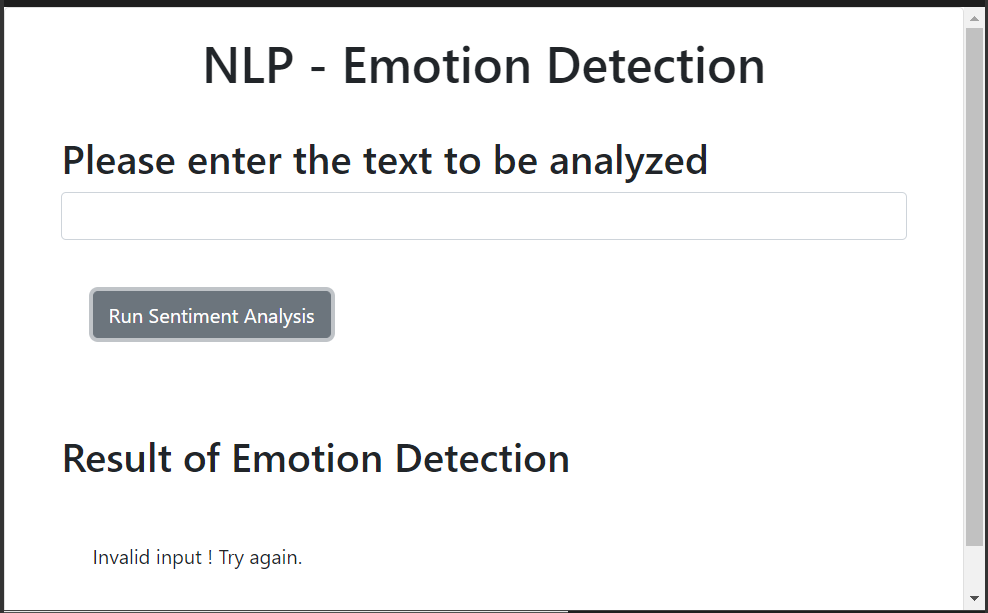 NLP - Emotion Detection
Please enter the text to be analyzed
Run Sentiment Analysis
Result of Emotion Detection
Invalid input ! Try again.